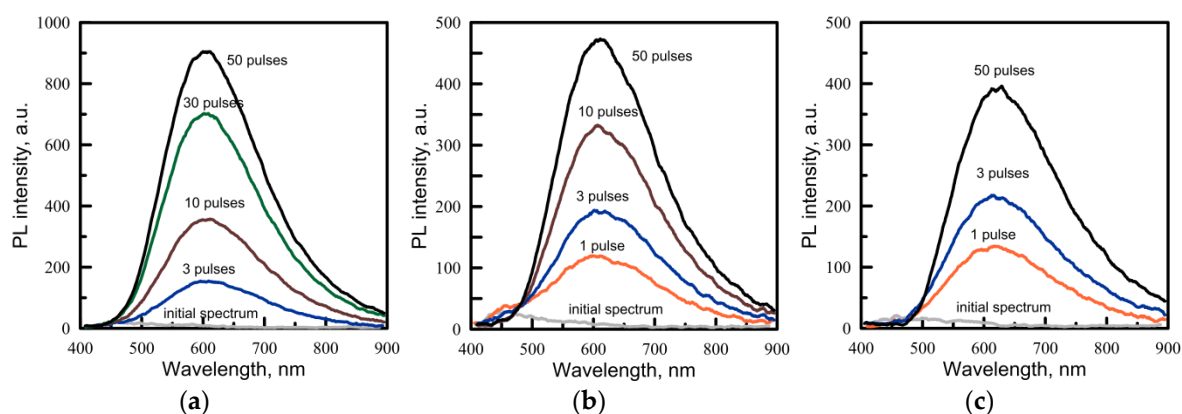 1000
800
600
400
200
0
PL intensity, a.u.
50 pulses
30 pulses
10 pulses
3 pulses
initial spectrum
400 500 600 700 800 900
Wavelength, nm
(a)
500
400
300
200
100
0
PL intensity, a.u.
50 pulses
10 pulses
3 pulses
1 pulse
initial spectrum
400 500 600 700 800 900
Wavelength, nm
(b)
500
400
300
200
100
0
PL intensity, a.u.
50 pulses
3 pulses
1 pulse
initial spectrum
400 500 600 700 800 900
Wavelength, nm
(c)